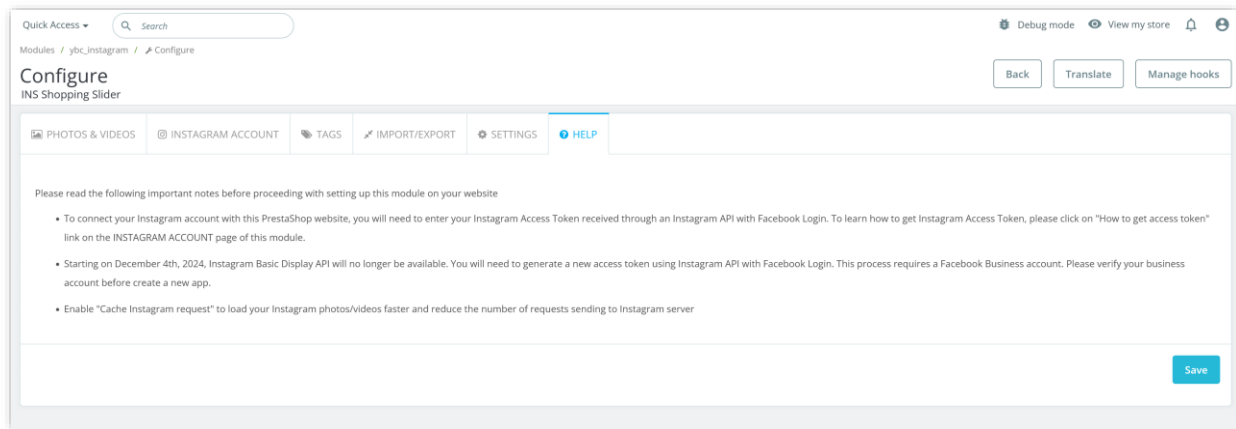 Quick Access
Search
Debug mode
View my store
Modules / ybc_instagram / Configure
Configure
INS Shopping Slider
Back
Translate
Manage hooks
PHOTOS & VIDEOS
INSTAGRAM ACCOUNT
TAGS
IMPORT/EXPORT
SETTINGS
HELP
Please read the following important notes before proceeding with setting up this module on your website
• To connect your Instagram account with this PrestaShop website, you will need to enter your Instagram Access Token received through an Instagram API with Facebook Login. To learn how to get Instagram Access Token, please click on "How to get access token"
link on the INSTAGRAM ACCOUNT page of this module.
• Starting on December 4th, 2024, Instagram Basic Display API will no longer be available. You will need to generate a new access token using Instagram API with Facebook Login. This process requires a Facebook Business account. Please verify your business
account before create a new app.
• Enable "Cache Instagram request" to load your Instagram photos/videos faster and reduce the number of requests sending to Instagram server
Save